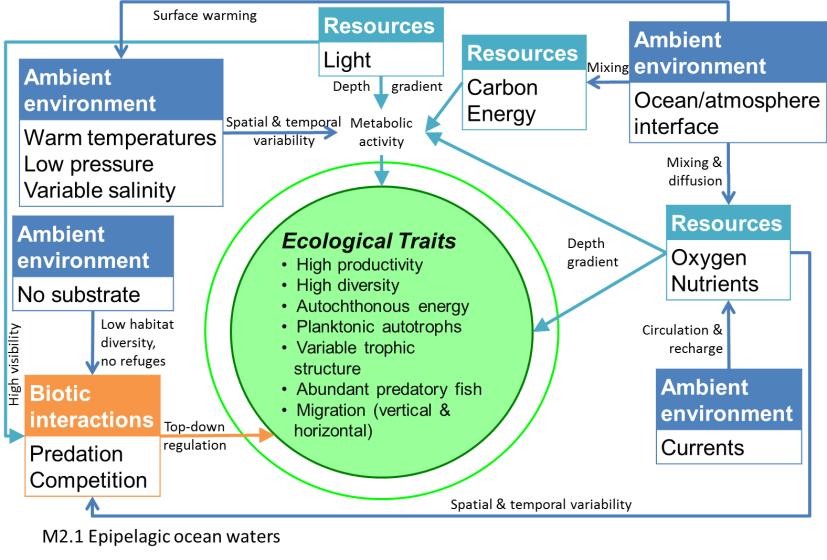 Surface warming
Resources
Light
Depth gradient
Resources
Carbon
Energy
Mixing
Ambient
environment
Ocean/atmosphere
interface
Ambient
environment
Warm temperatures
Low pressure
Variable salinity
Spatial & temporal
variability
Metabolic
activity
Mixing &
diffusion
Ambient
environment
No substrate
Resources
Oxygen
Nutrients
Depth
gradient
Ecological Traits
• High productivity
• High diversity
• Autochthonous energy
• Planktonic autotrophs
• Variable trophic
structure
• Abundant predatory fish
• Migration (vertical &
horizontal)
High visibility
Low habitat
diversity,
no refuges
Circulation &
recharge
Biotic
interactions
Predation
Competition
Top-down
regulation
Ambient
environment
Currents
Spatial & temporal variability
M2.1 Epipelagic ocean waters